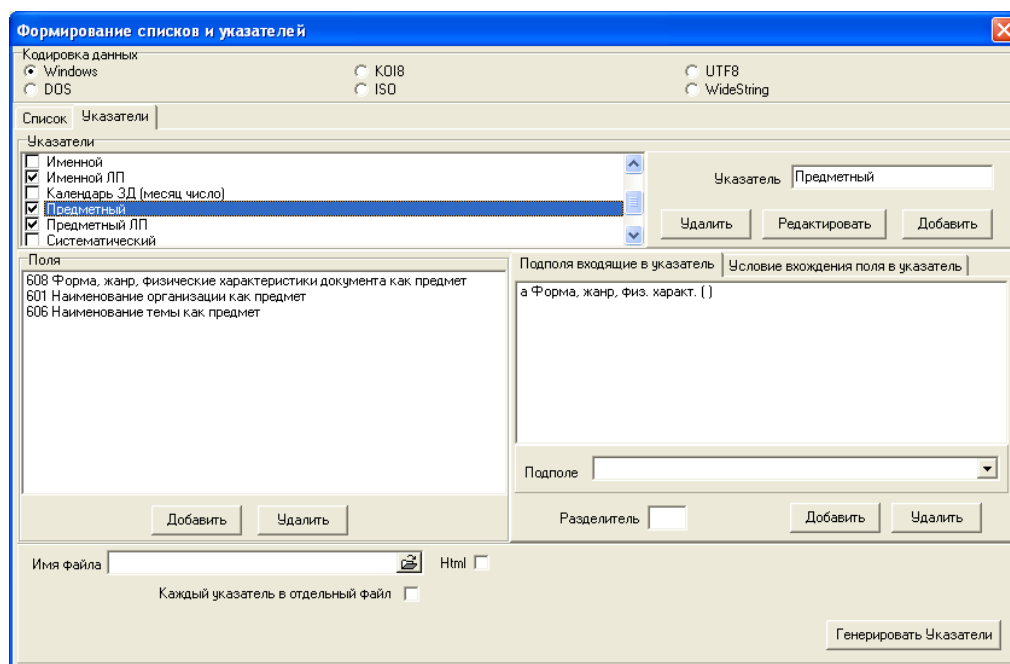 Формирование списков и указателей
Кодировка данных
Windows KOI8 UTF8
DOS ISO WideString
Список Указатели
Указатели
Именной
Именной ЛП
Календарь ЗД (месяц число)
Предметный
Предметный ЛП
Систематический
Указатель Предметный
Удалить Редактировать Добавить
Поля
608 Форма, жанр, физические характеристики документа как предмет
601 Наименование организации как предмет
606 Наименование темы как предмет
Добавить Удалить
Подполя входящие в указатель Условие вхождения поля в указатель
a Форма, жанр, физ. характ. ( )
Подполе
Разделитель Добавить Удалить
Имя файла Html
Каждый указатель в отдельный файл
Генерировать Указатели